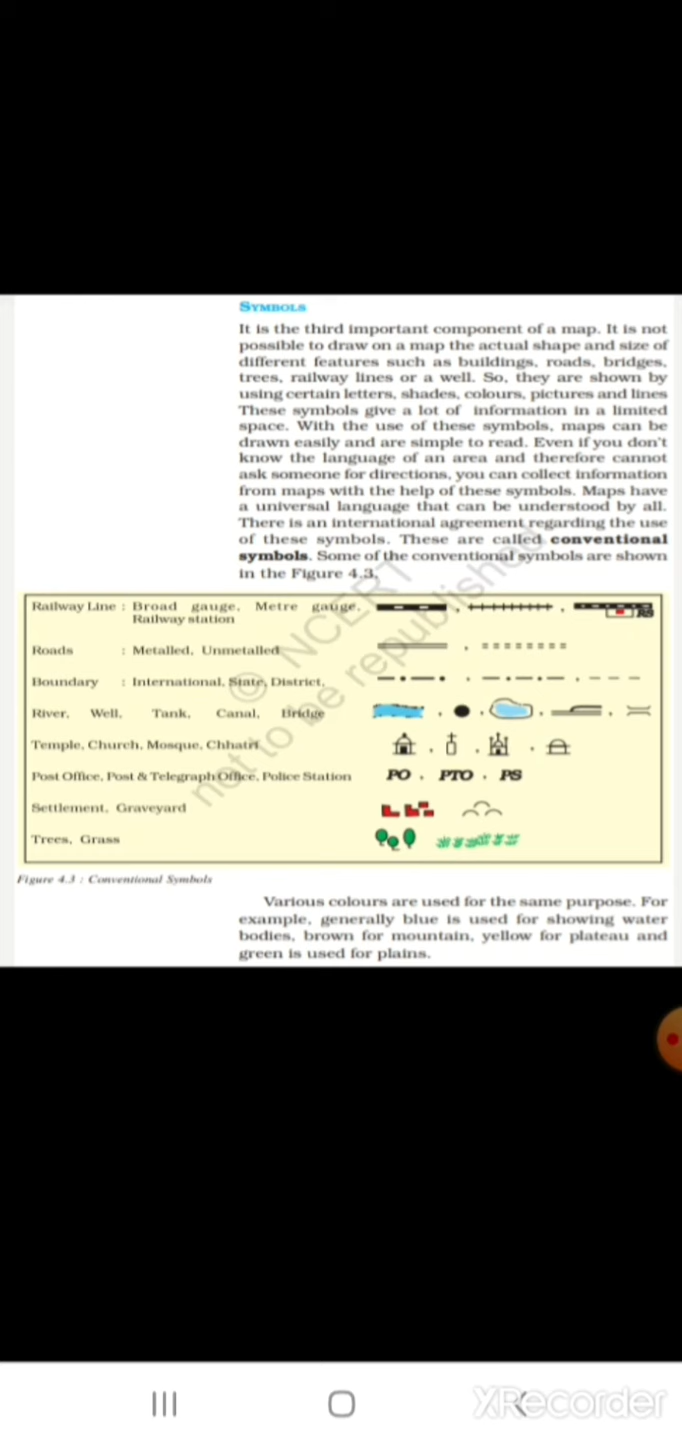 SYMBOLS
It is the third important component of a map. It is not
possible to draw on a map the actual shape and size of
different features such as buildings, roads, bridges,
trees, railway lines or a well. So, they are shown by
using certain letters, shades, colours, pictures and lines
These symbols give a lot of information in a limited
space. With the use of these symbols, maps can be
drawn easily and are simple to read. Even if you don't
know the language of an area and therefore cannot
ask someone for directions, you can collect information
from maps with the help of these symbols. Maps have
a universal language that can be understood by all.
There is an international agreement regarding the use
of these symbols. These are called conventional
symbols. Some of the conventional symbols are shown
in the Figure 4.3.
Railway Line : Broad gauge, Metre gauge,
Railway station
RS
Roads : Metalled, Unmetalled
Boundary : International, State, District,
River, Well, Tank, Canal, Bridge
Temple, Church, Mosque, Chhatri
Post Office, Post & Telegraph Office, Police Station PO , PTO , PS
Settlement, Graveyard
Trees, Grass
Figure 4.3 : Conventional Symbols
Various colours are used for the same purpose. For
example, generally blue is used for showing water
bodies, brown for mountain, yellow for plateau and
green is used for plains.
© NCERT
not to be republished
XRecorder